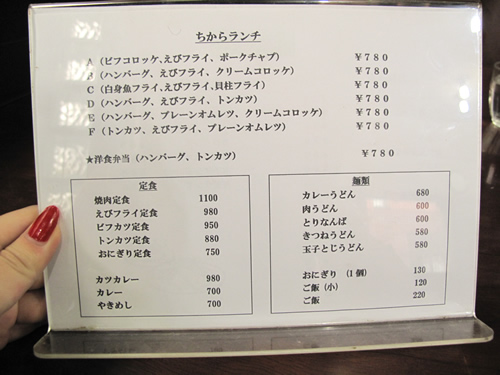 ちからランチ
A（ビフコロッケ､えびフライ、ポークチャプ） ￥７８０
B（ハンバーグ、えびフライ、クリームコロッケ） ￥７８０
C（白身魚フライ,えびフライ､貝柱フライ） ￥７８０
D（ハンバーグ、えびフライ、トンカツ） ￥７８０
E（ハンバーグ、プレーンオムレツ、クリームコロッケ） ￥７８０
F（トンカツ、えびフライ、プレーンオムレツ） ￥７８０
★洋食弁当（ハンバーグ、トンカツ） ￥７８０
定食
焼肉定食 1100
えびフライ定食 980
ビフカツ定食 950
トンカツ定食 880
おにぎり定食 750
カツカレー 980
カレー 700
やきめし 700
麺類
カレーうどん 680
肉うどん 600
とりなんば 600
きつねうどん 580
玉子とじうどん 580
おにぎり （１個） 130
ご飯（小） 120
ご飯 220